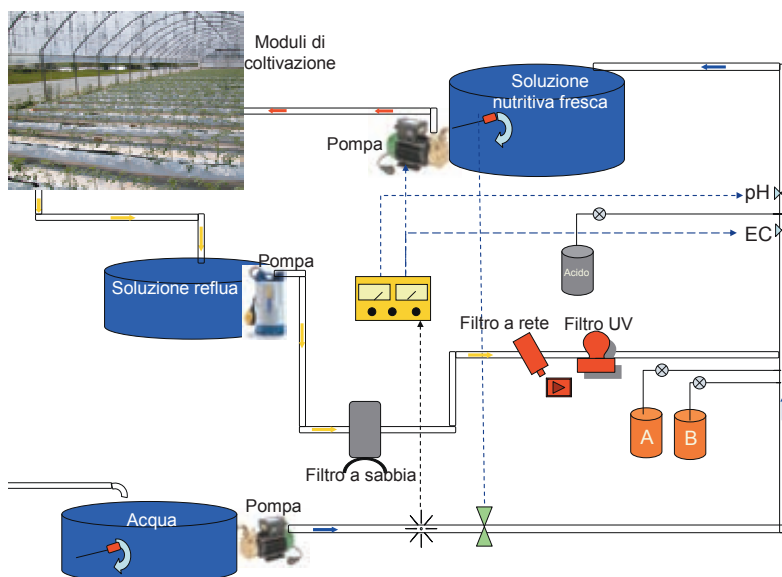 Moduli di
coltivazione
Soluzione
nutritiva fresca
Pompa
pH
EC
Acido
Pompa
Soluzione reflua
Filtro a rete
Filtro UV
A
B
Filtro a sabbia
Pompa
Acqua